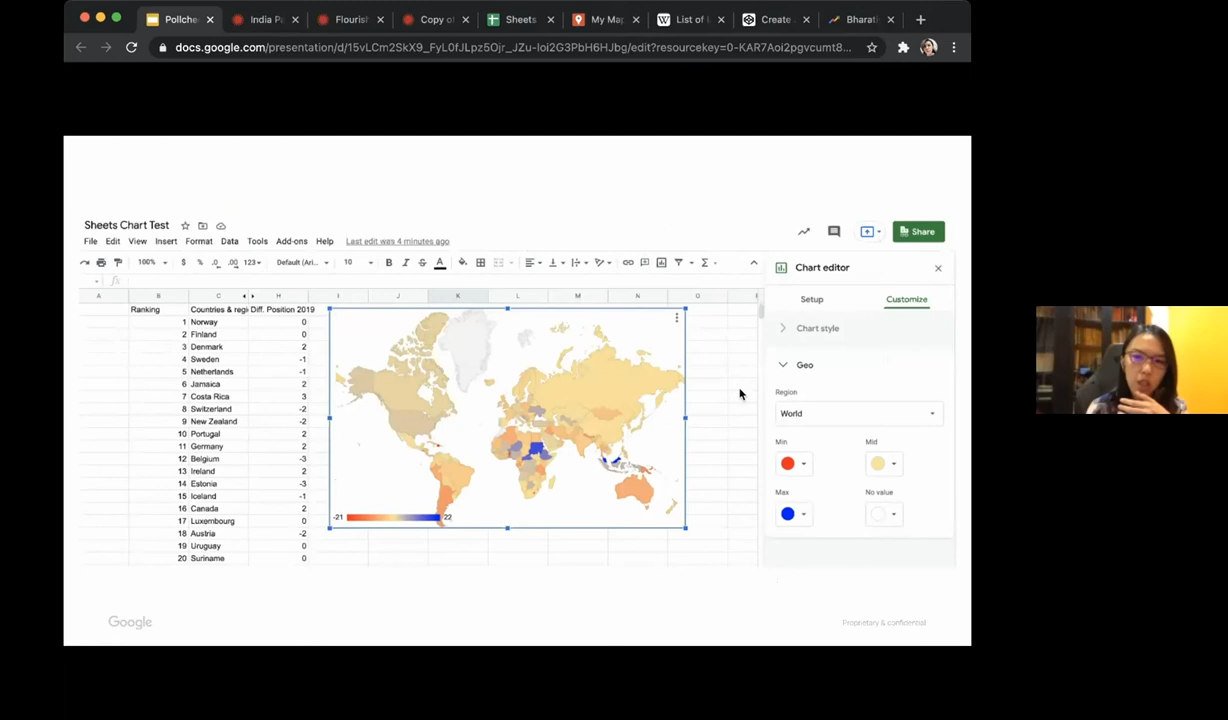 Pollche
India Pa
Flourish
Copy of
Sheets
My Map
List of
Create
Bharati
docs.google.com/presentation/d/15vLCm2SkX9_FyL0fJLpz5Ojr_JZu-loi2G3PbH6HJbg/edit?resourcekey=0-KAR7Aoi2pgvcumt8...
Sheets Chart Test
File Edit View Insert Format Data Tools Add-ons Help Last edit was 4 minutes ago
Share
100% $ % .0 .00 123 Default (Ari... 10 B I S A
Chart editor
Setup Customize
Chart style
Geo
Region
World
Min Mid
Max No value
A B C H I J K L M N O
Ranking Countries & regi Diff. Position 2019
1 Norway 0
2 Finland 0
3 Denmark 2
4 Sweden -1
5 Netherlands -1
6 Jamaica 2
7 Costa Rica 3
8 Switzerland -2
9 New Zealand -2
10 Portugal 2
11 Germany 2
12 Belgium -3
13 Ireland 2
14 Estonia -3
15 Iceland -1
16 Canada 2
17 Luxembourg 0
18 Austria -2
19 Uruguay 0
20 Suriname 0
-21 22
Google
Proprietary & confidential